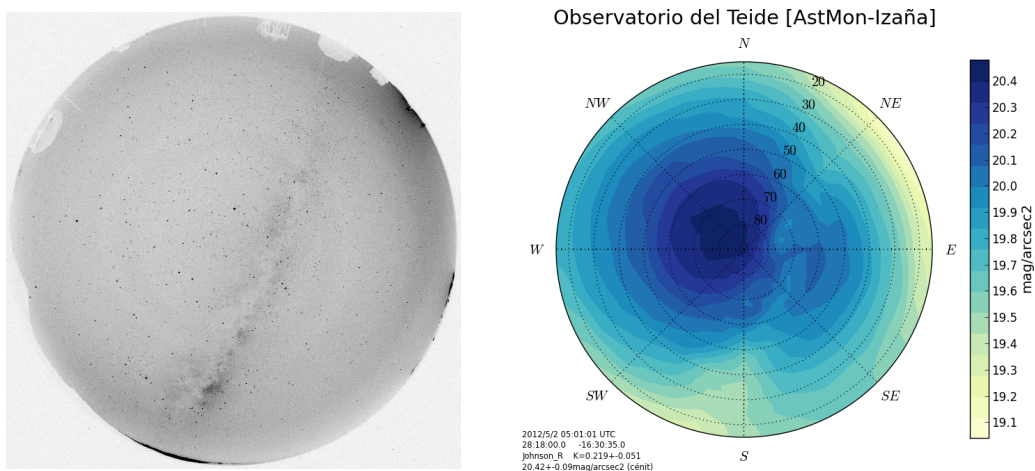 Observatorio del Teide [AstMon-Izaña]
N
NW
NE
20
30
40
50
60
70
80
W
E
SW
SE
S
20.4
20.3
20.2
20.1
20.0
19.9
19.8
19.7
19.6
19.5
19.4
19.3
19.2
19.1
mag/arcsec2
2012/5/2 05:01:01 UTC
28:18:00.0 -16:30:35.0
Johnson_R K=0.219+-0.051
20.42+-0.09mag/arcsec2 (cénit)